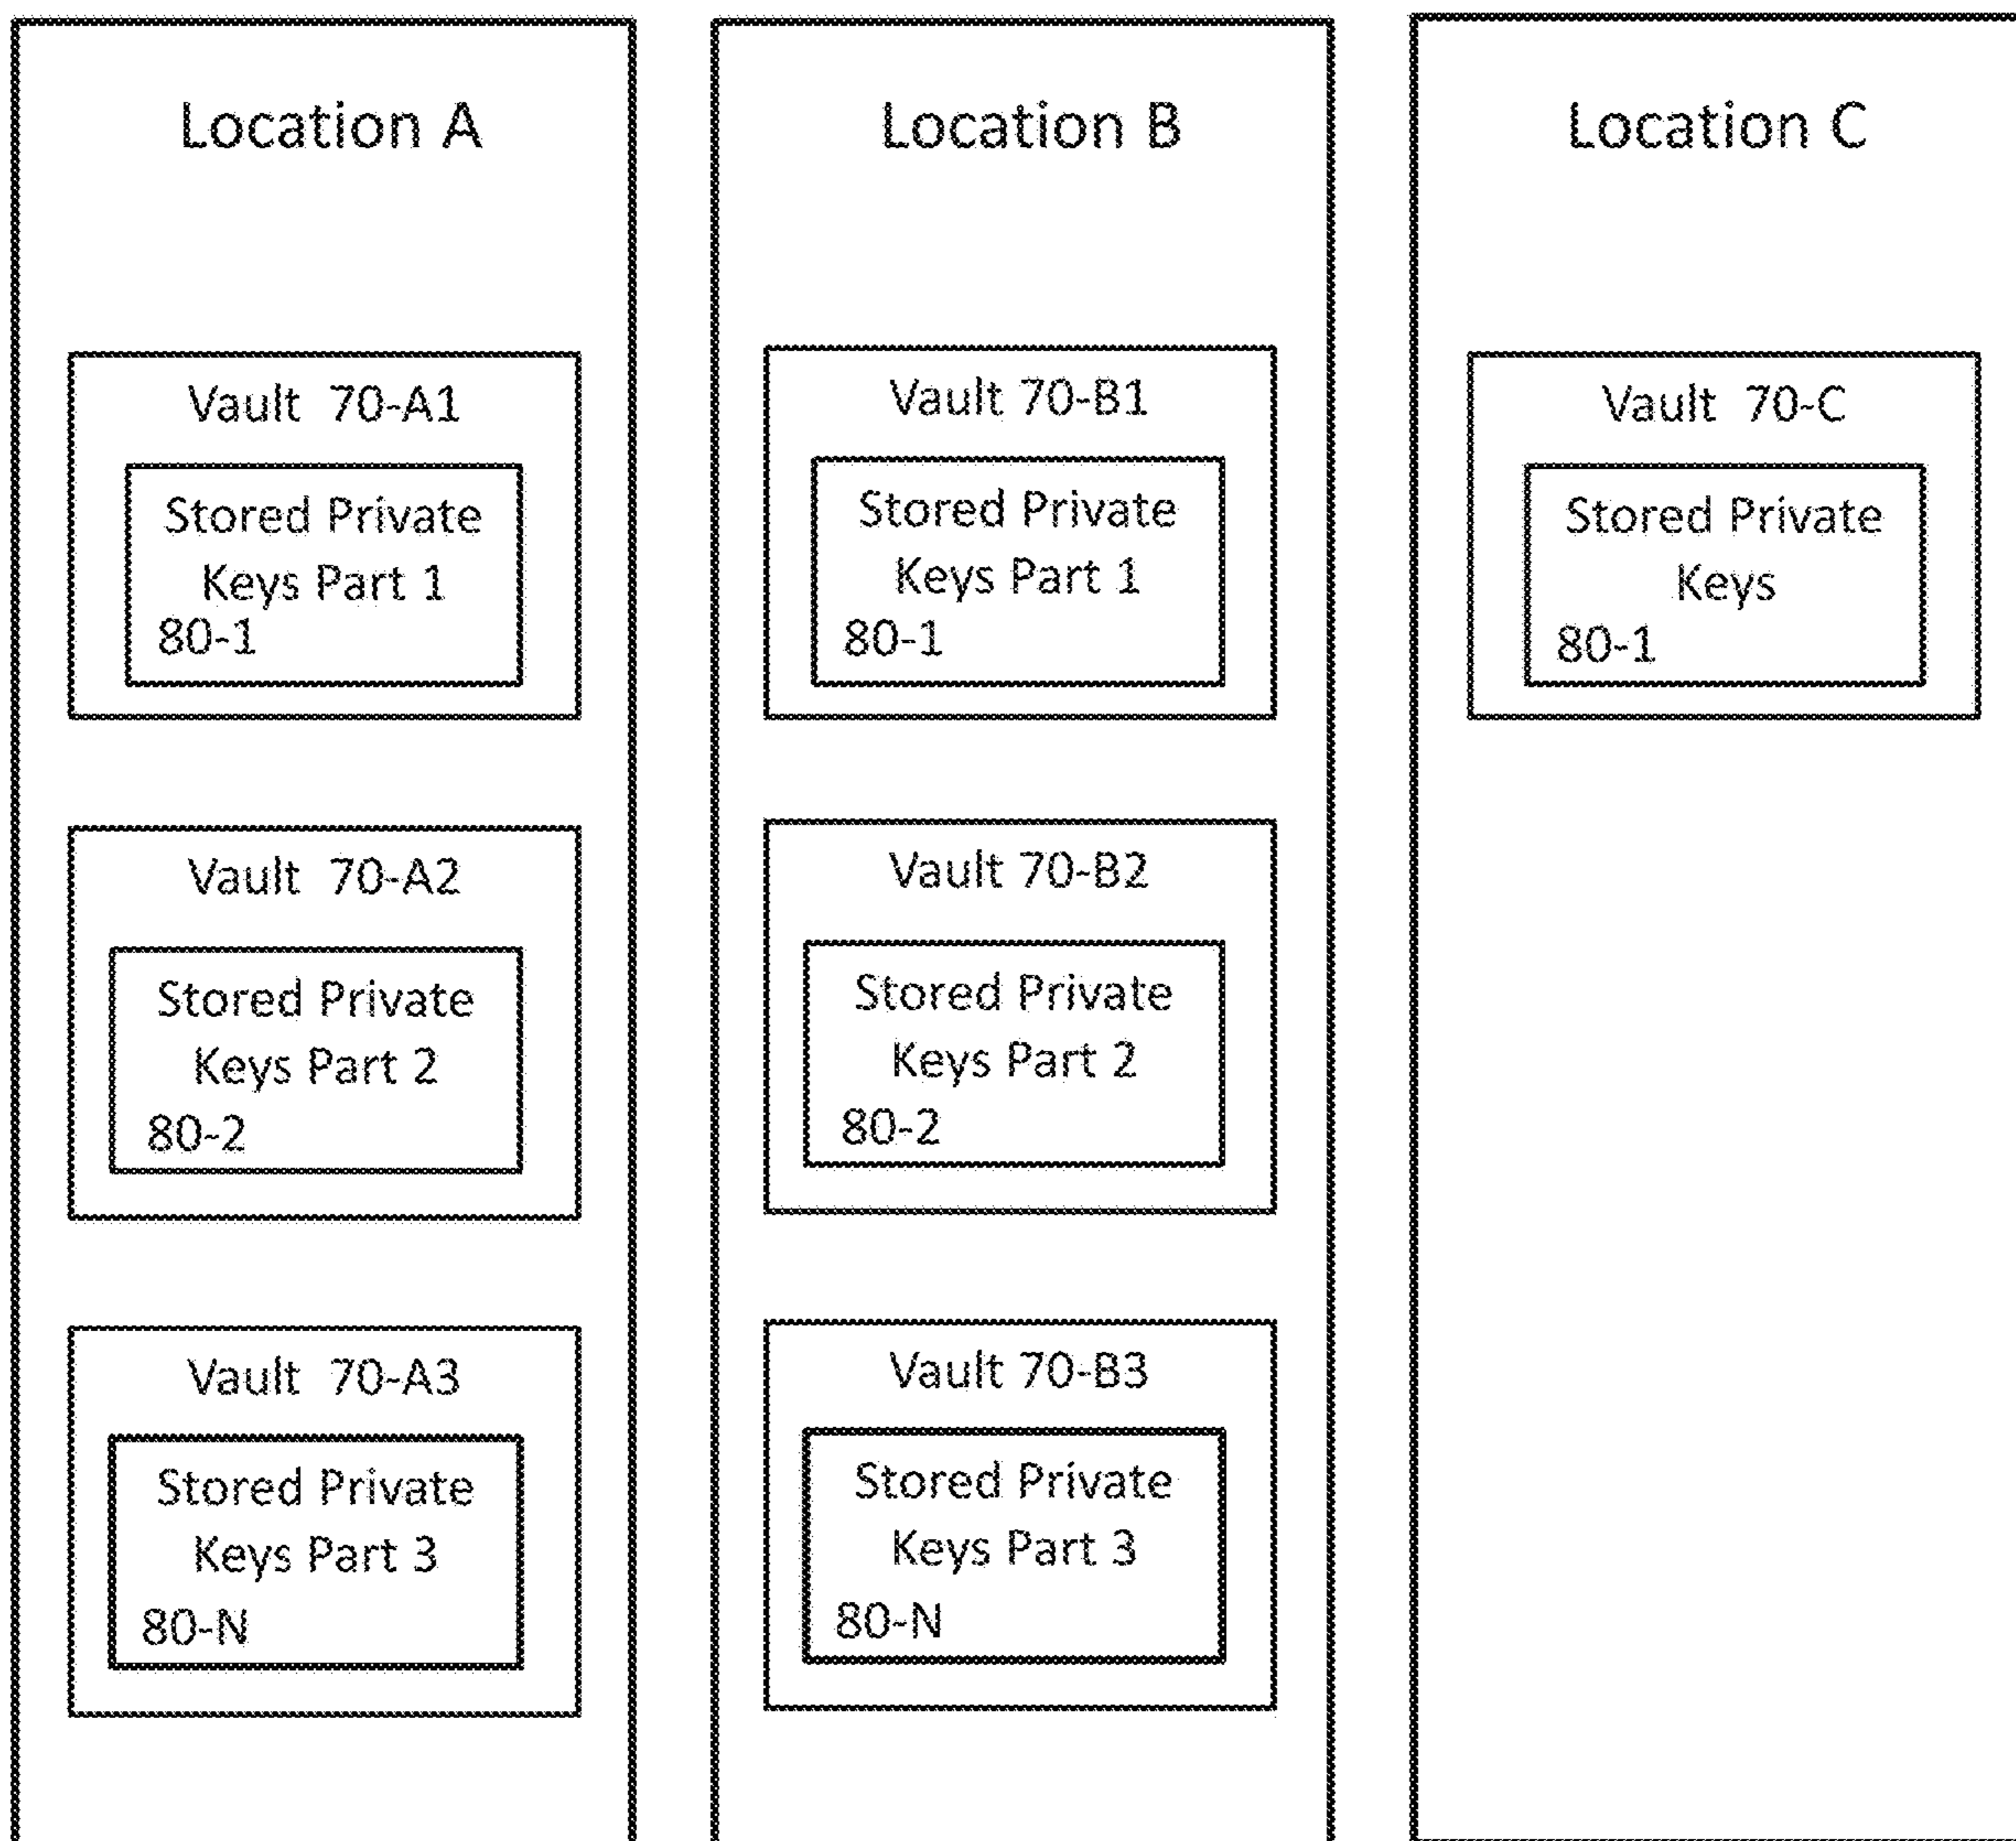 Location A
Vault 70-A1
Stored Private
Keys Part 1
80-1
Vault 70-A2
Stored Private
Keys Part 2
80-2
Vault 70-A3
Stored Private
Keys Part 3
80-N
Location B
Vault 70-B1
Stored Private
Keys Part 1
80-1
Vault 70-B2
Stored Private
Keys Part 2
80-2
Vault 70-B3
Stored Private
Keys Part 3
80-N
Location C
Vault 70-C
Stored Private
Keys
80-1